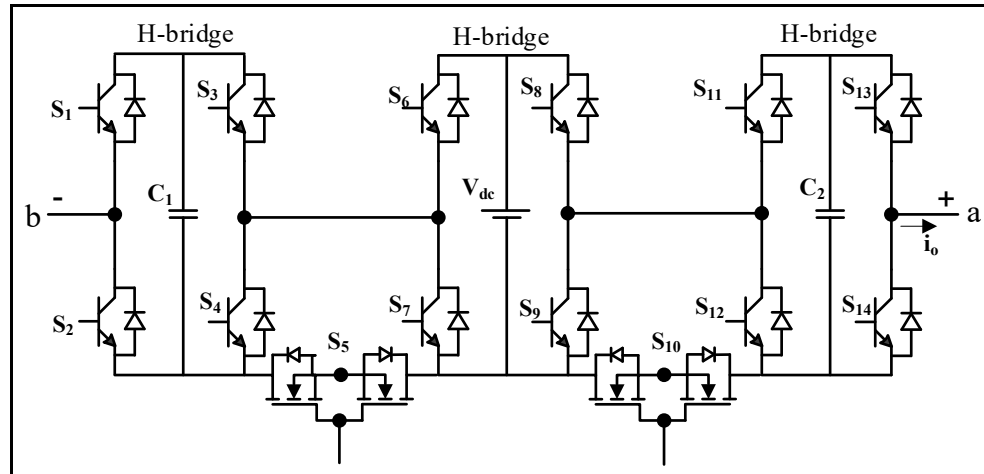 H-bridge H-bridge H-bridge
S1 S3 S6 S8 S11 S13
C1 Vdc C2
b - + a
io
S2 S4 S7 S9 S12 S14
S5 S10